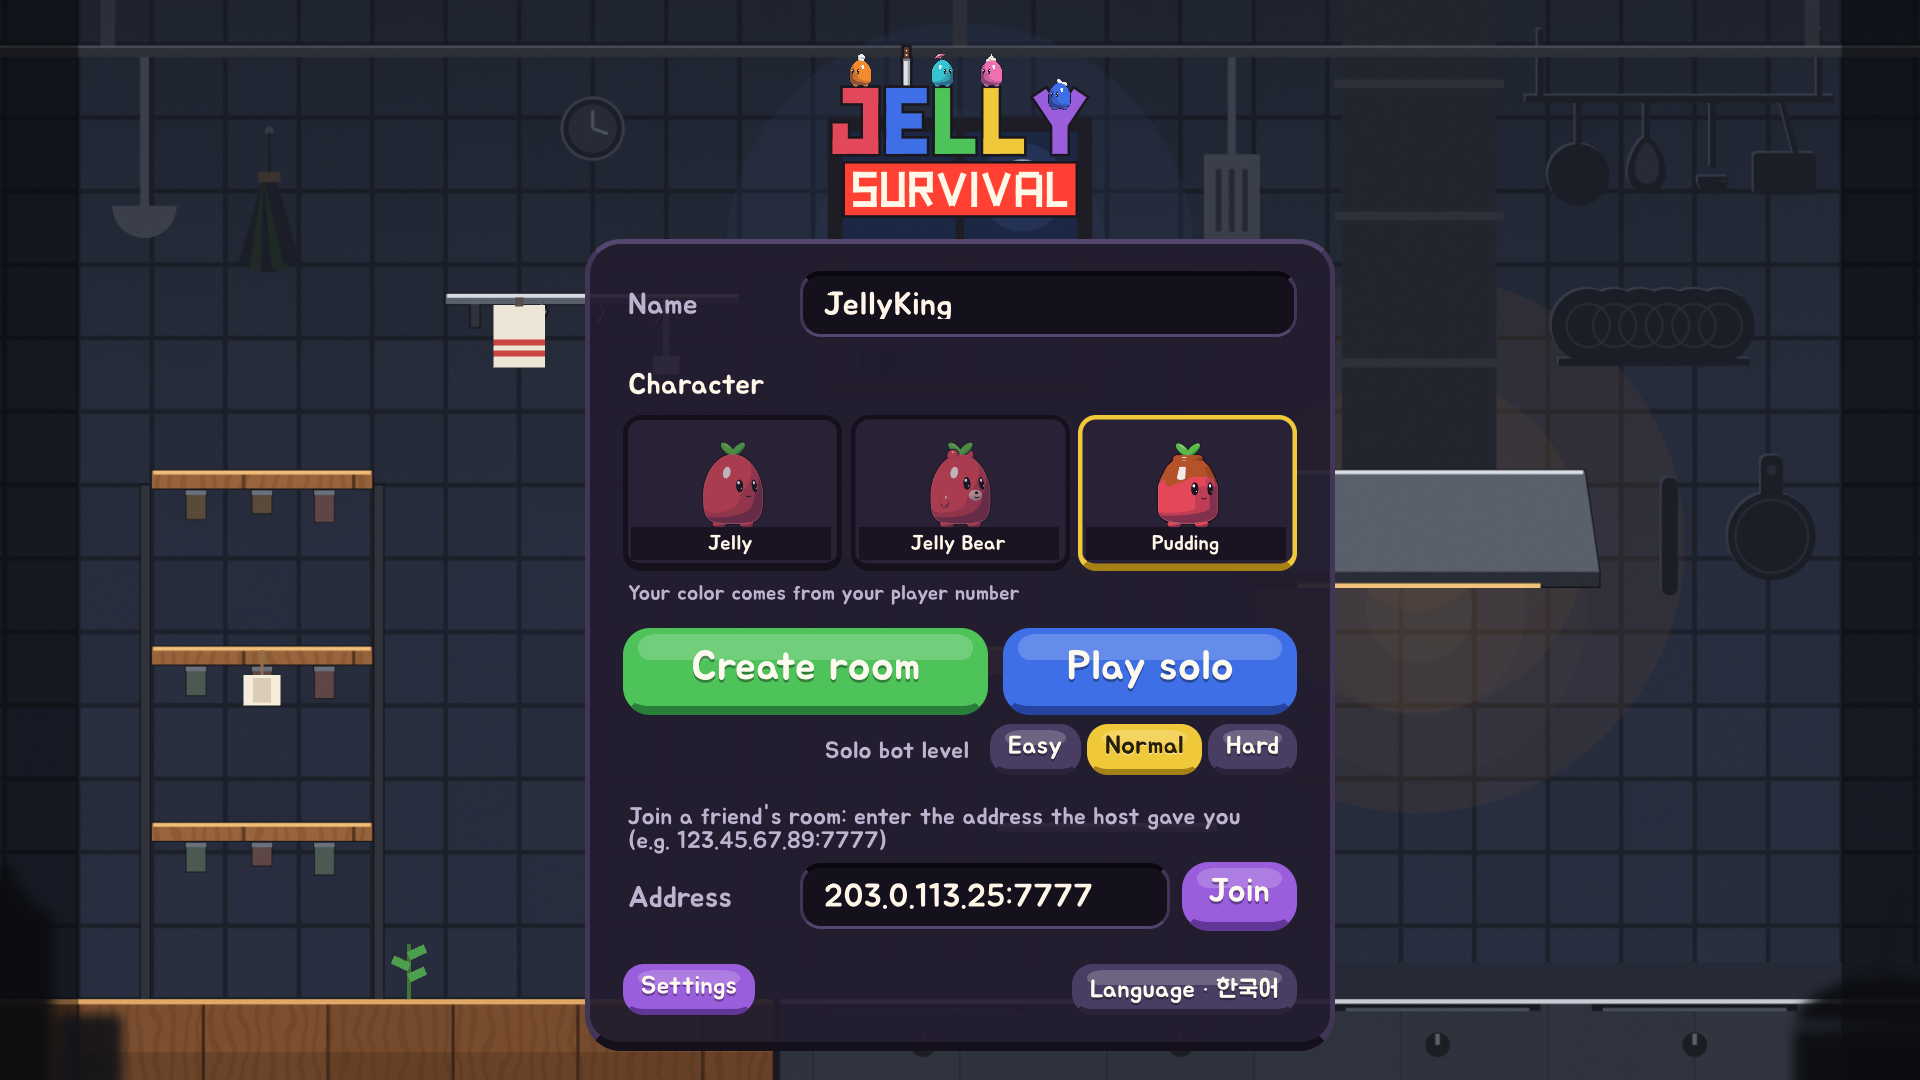 JELLY
SURVIVAL
Name
JellyKing
Character
Jelly
Jelly Bear
Pudding
Your color comes from your player number
Create room
Play solo
Solo bot level
Easy
Normal
Hard
Join a friend's room: enter the address the host gave you
(e.g. 123.45.67.89:7777)
Address
203.0.113.25:7777
Join
Settings
Language · 한국어